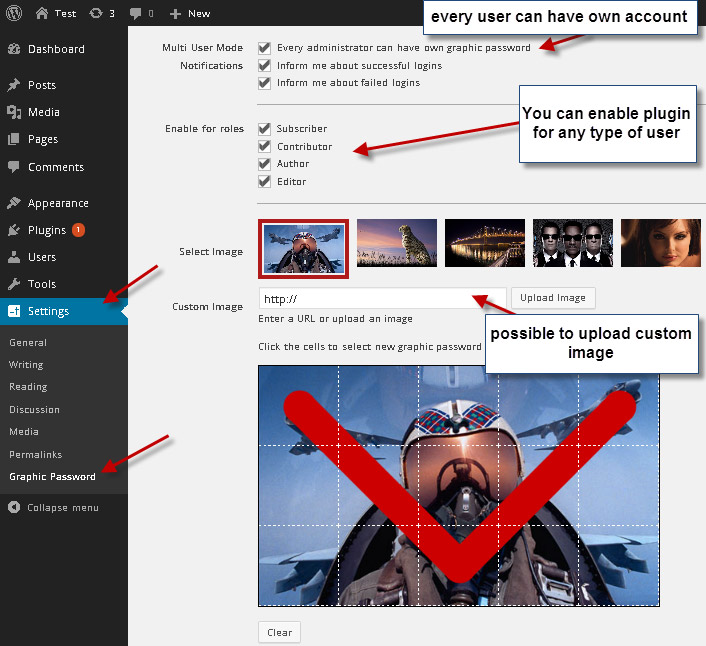 Test 3 0 New
every user can have own account
Dashboard
Posts
Media
Pages
Comments
Appearance
Plugins 1
Users
Tools
Settings
General
Writing
Reading
Discussion
Media
Permalinks
Graphic Password
Collapse menu
Multi User Mode Every administrator can have own graphic password
Notifications Inform me about successful logins
Inform me about failed logins
You can enable plugin
for any type of user
Enable for roles Subscriber
Contributor
Author
Editor
Select Image
Custom Image http:// Upload Image
Enter a URL or upload an image
possible to upload custom
image
Click the cells to select new graphic password
Clear